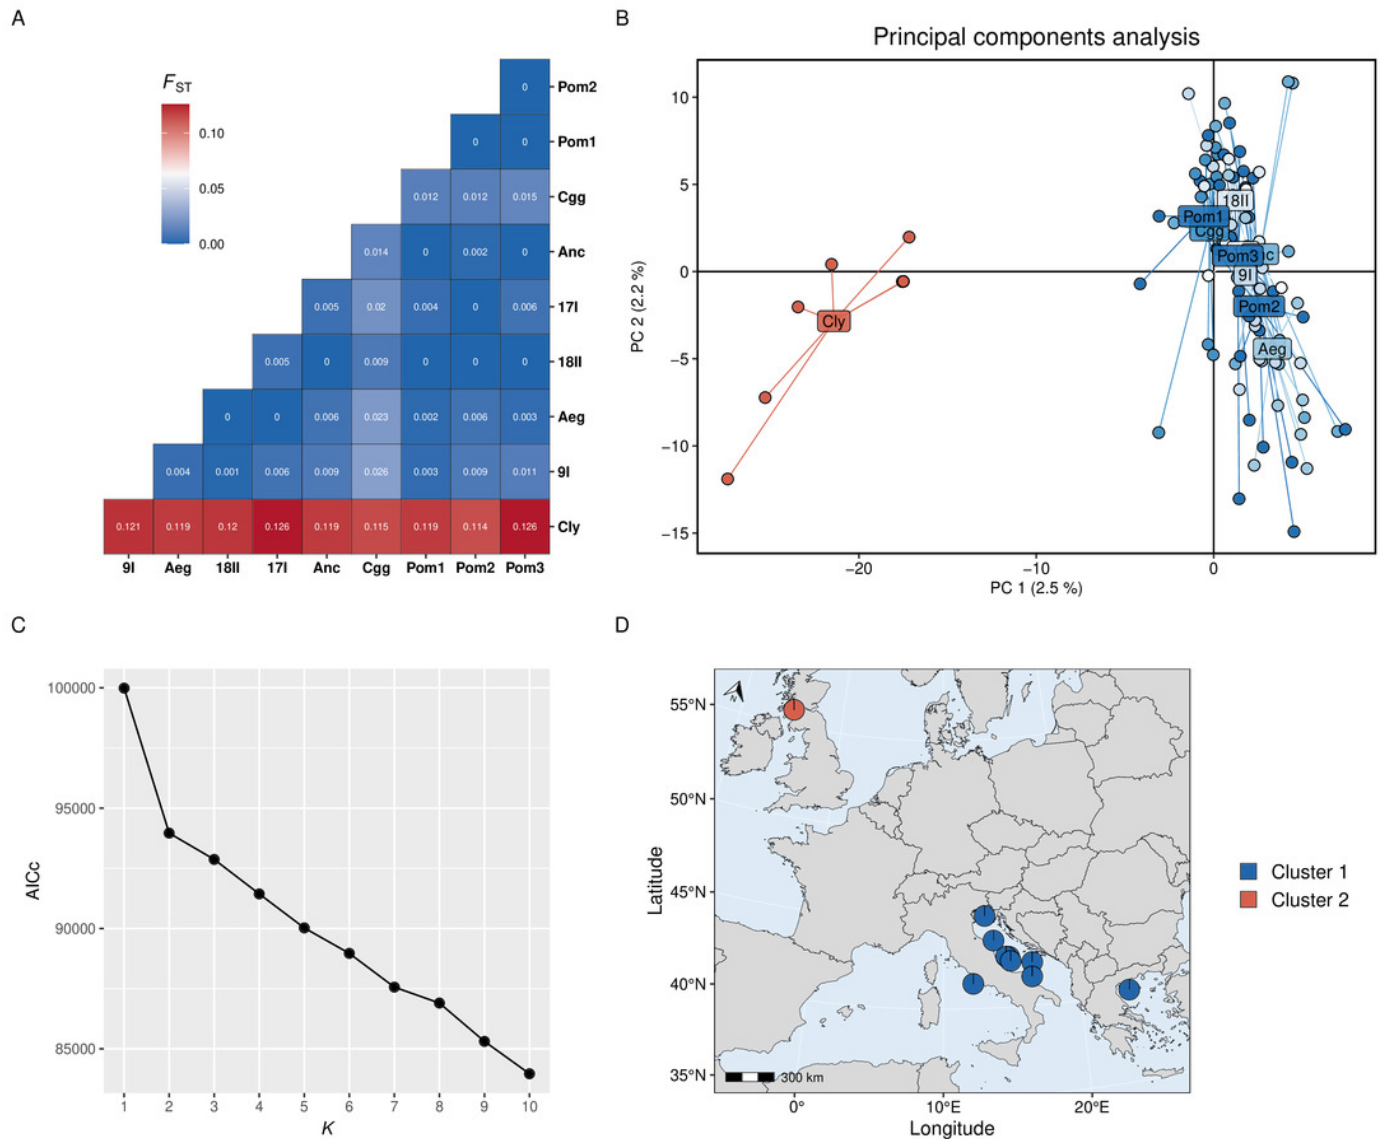 A
F_ST
0.10
0.05
0.00
0 Pom2
0 0 Pom1
0.012 0.012 0.015 Cgg
0.014 0 0.002 0 Anc
0.005 0.02 0.004 0 0.006 17I
0.005 0 0.009 0 0 0 18II
0 0 0.006 0.023 0.002 0.006 0.003 Aeg
0.004 0.001 0.006 0.009 0.026 0.003 0.009 0.011 9I
0.121 0.119 0.12 0.126 0.119 0.115 0.119 0.114 0.126 Cly
9I Aeg 18II 17I Anc Cgg Pom1 Pom2 Pom3
B
Principal components analysis
PC 2 (2.2 %)
10
5
0
−5
−10
−15
18II
Pom1
Cgg
Pom3
9I
Pom2
Aeg
Cly
−20 −10 0
PC 1 (2.5 %)
C
AICc
100000
95000
90000
85000
1 2 3 4 5 6 7 8 9 10
K
D
N
Latitude
55°N
50°N
45°N
40°N
35°N
300 km
0° 10°E 20°E
Longitude
Cluster 1
Cluster 2